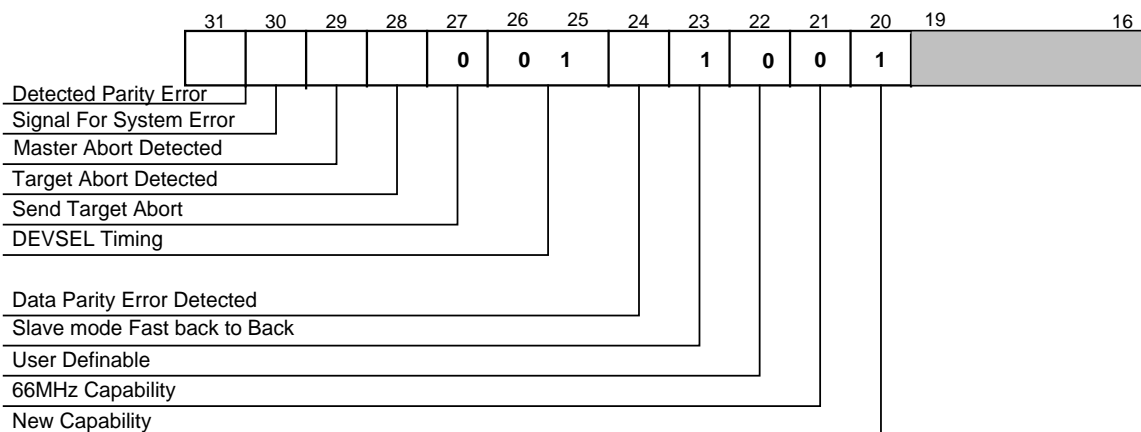 31 30 29 28 27 26 25 24 23 22 21 20 19 16
0 0 1 1 0 0 1
Detected Parity Error
Signal For System Error
Master Abort Detected
Target Abort Detected
Send Target Abort
DEVSEL Timing
Data Parity Error Detected
Slave mode Fast back to Back
User Definable
66MHz Capability
New Capability